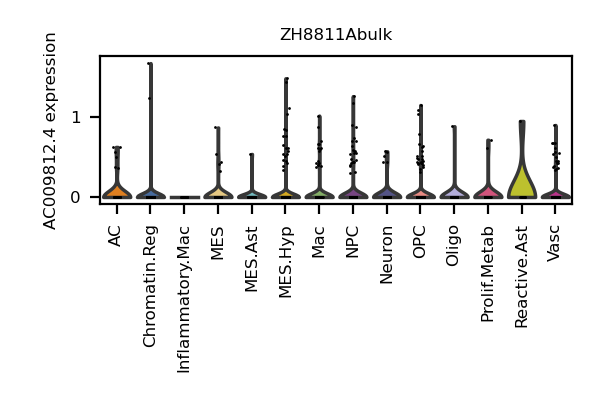 ZH8811Abulk
AC009812.4 expression
1
0
AC
Chromatin.Reg
Inflammatory.Mac
MES
MES.Ast
MES.Hyp
Mac
NPC
Neuron
OPC
Oligo
Prolif.Metab
Reactive.Ast
Vasc